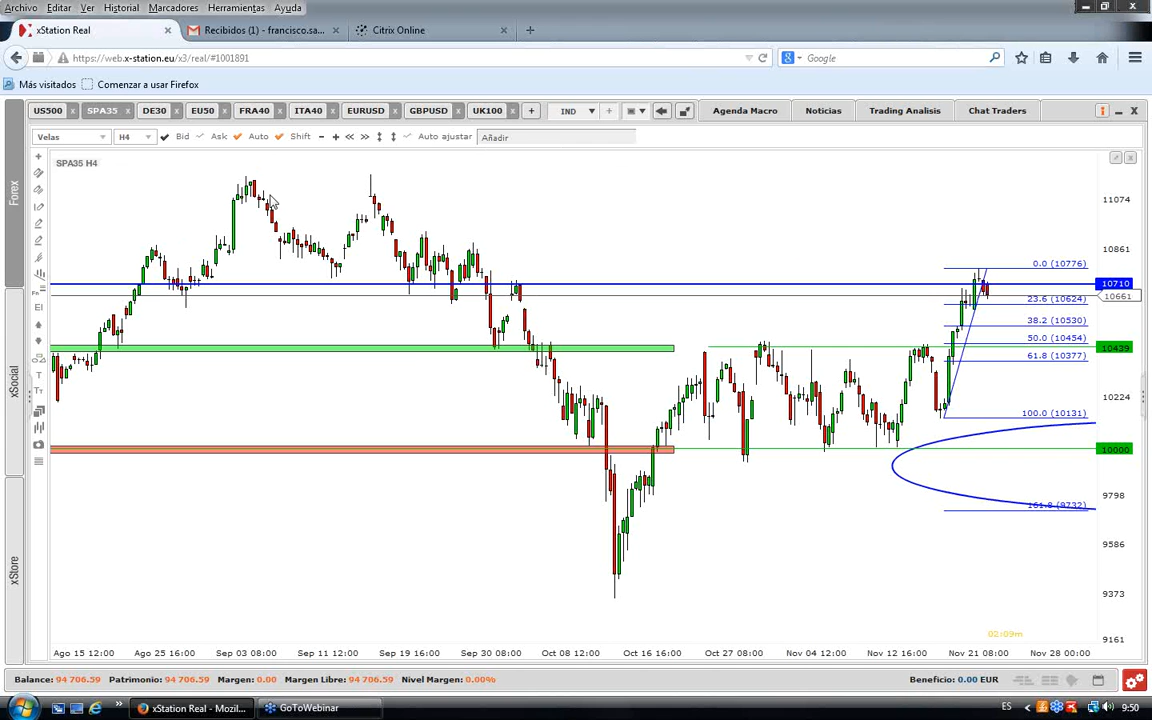 Archivo Editar Ver Historial Marcadores Herramientas Ayuda
xStation Real × Recibidos (1) - francisco.sa... × Citrix Online × +
https://web.x-station.eu/x3/real/#1001891 Google
Más visitados Comenzar a usar Firefox
US500 x SPA35 x DE30 x EU50 x FRA40 x ITA40 x EURUSD x GBPUSD x UK100 x + IND Agenda Macro Noticias Trading Analisis Chat Traders
Velas H4 Bid Ask Auto Shift Auto ajustar Añadir
SPA35 H4
Forex
xSocial
xStore
11074
10861
0.0 (10776)
10710
10661
23.6 (10624)
38.2 (10530)
50.0 (10454)
10439
61.8 (10377)
10224
100.0 (10131)
10000
9798
161.8 (9732)
9586
9373
9161
02:09m
Ago 15 12:00 Ago 25 16:00 Sep 03 08:00 Sep 11 12:00 Sep 19 16:00 Sep 30 08:00 Oct 08 12:00 Oct 16 16:00 Oct 27 08:00 Nov 04 12:00 Nov 12 16:00 Nov 21 08:00 Nov 28 00:00
Balance: 94 706.59 Patrimonio: 94 706.59 Margen: 0.00 Margen Libre: 94 706.59 Nivel Margen: 0.00% Beneficio: 0.00 EUR
xStation Real - Mozil... GoToWebinar ES 9:50